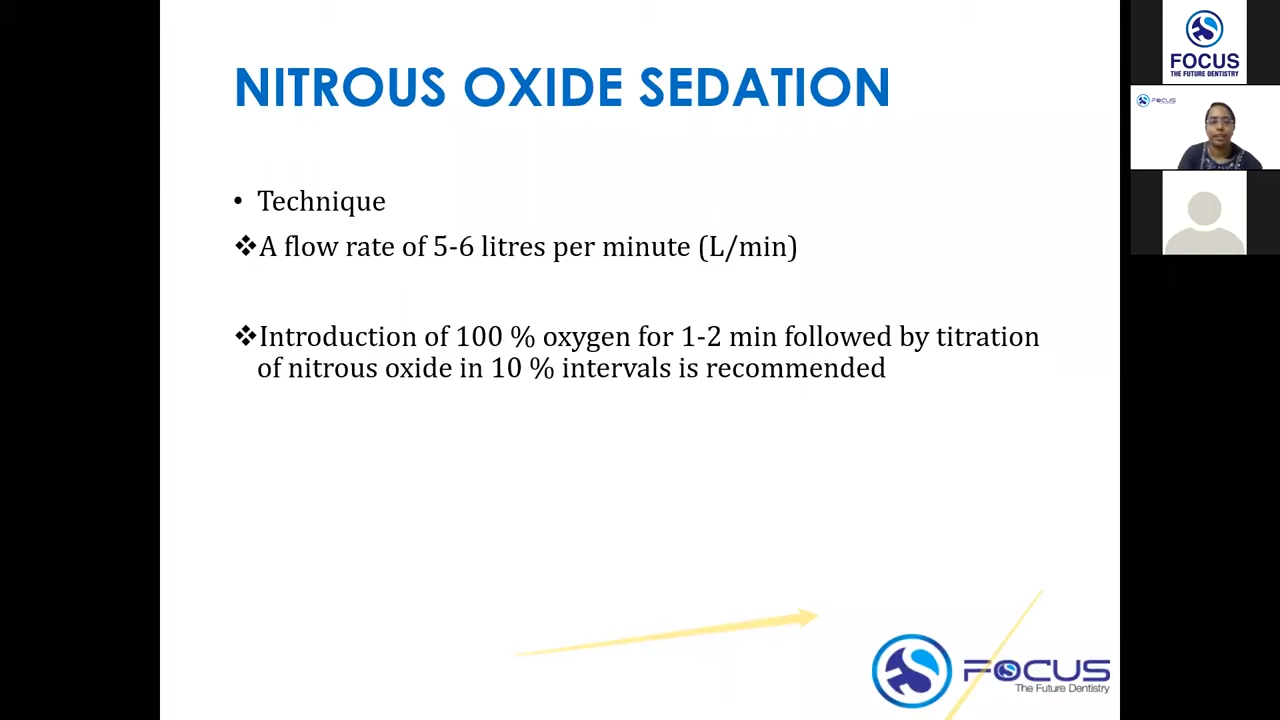 NITROUS OXIDE SEDATION
• Technique
❖A flow rate of 5-6 litres per minute (L/min)
❖Introduction of 100 % oxygen for 1-2 min followed by titration
of nitrous oxide in 10 % intervals is recommended
FOCUS
The Future Dentistry
FOCUS
THE FUTURE DENTISTRY
FOCUS